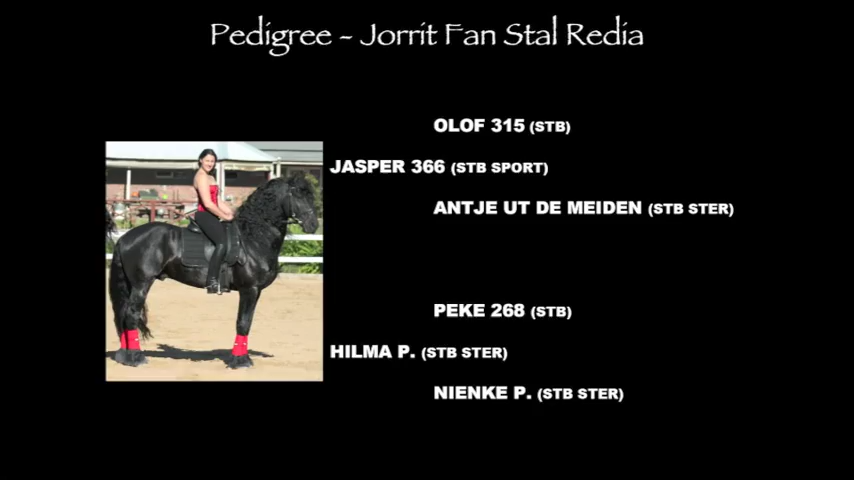 Pedigree - Jorrit Fan Stal Redia
OLOF 315 (STB)
JASPER 366 (STB SPORT)
ANTJE UT DE MEIDEN (STB STER)
PEKE 268 (STB)
HILMA P. (STB STER)
NIENKE P. (STB STER)